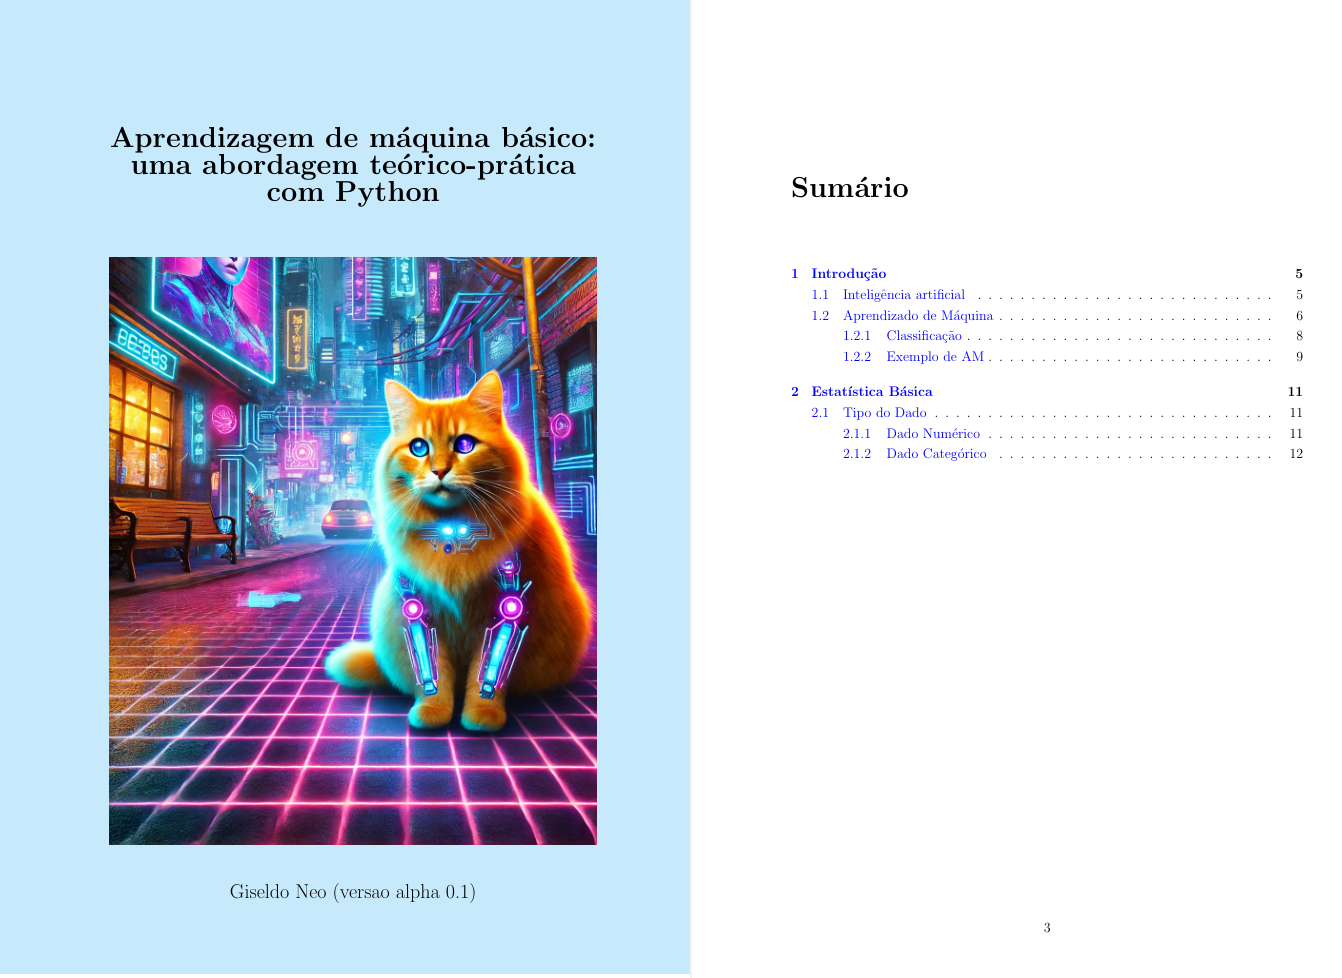 Aprendizagem de máquina básico:
uma abordagem teórico-prática
com Python
Giseldo Neo (versao alpha 0.1)
Sumário
1 Introdução 5
1.1 Inteligência artificial . . . . . . . . . . . . . . . . . . . . . . . . . . . . 5
1.2 Aprendizado de Máquina . . . . . . . . . . . . . . . . . . . . . . . . . . 6
1.2.1 Classificação . . . . . . . . . . . . . . . . . . . . . . . . . . . . . 8
1.2.2 Exemplo de AM . . . . . . . . . . . . . . . . . . . . . . . . . . . 9
2 Estatística Básica 11
2.1 Tipo do Dado . . . . . . . . . . . . . . . . . . . . . . . . . . . . . . . . 11
2.1.1 Dado Numérico . . . . . . . . . . . . . . . . . . . . . . . . . . . 11
2.1.2 Dado Categórico . . . . . . . . . . . . . . . . . . . . . . . . . . 12
3